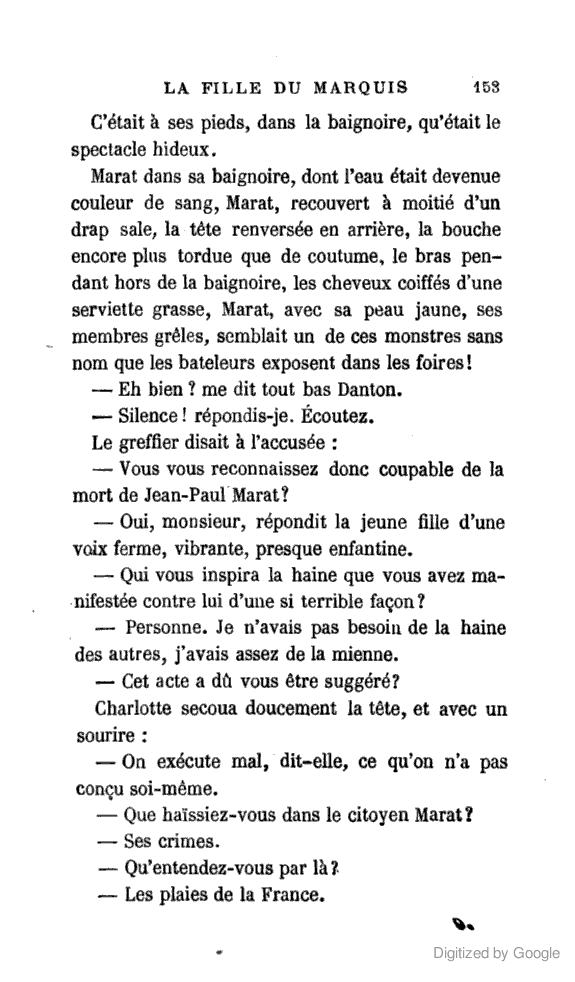 LA FILLE DU MARQUIS 153
C'était à ses pieds, dans la baignoire, qu'était le
spectacle hideux.
Marat dans sa baignoire, dont l'eau était devenue
couleur de sang, Marat, recouvert à moitié d'un
drap sale, la tête renversée en arrière, la bouche
encore plus tordue que de coutume, le bras pen-
dant hors de la baignoire, les cheveux coiffés d'une
serviette grasse, Marat, avec sa peau jaune, ses
membres grêles, semblait un de ces monstres sans
nom que les bateleurs exposent dans les foires!
— Eh bien ? me dit tout bas Danton.
— Silence! répondis-je. Écoutez.
Le greffier disait à l'accusée :
— Vous vous reconnaissez donc coupable de la
mort de Jean-Paul Marat?
— Oui, monsieur, répondit la jeune fille d'une
voix ferme, vibrante, presque enfantine.
— Qui vous inspira la haine que vous avez ma-
nifestée contre lui d'une si terrible façon?
— Personne. Je n'avais pas besoin de la haine
des autres, j'avais assez de la mienne.
— Cet acte a dû vous être suggéré?
Charlotte secoua doucement la tête, et avec un
sourire :
— On exécute mal, dit-elle, ce qu'on n'a pas
conçu soi-même.
— Que haïssiez-vous dans le citoyen Marat?
— Ses crimes.
— Qu'entendez-vous par là?
— Les plaies de la France.
Digitized by Google